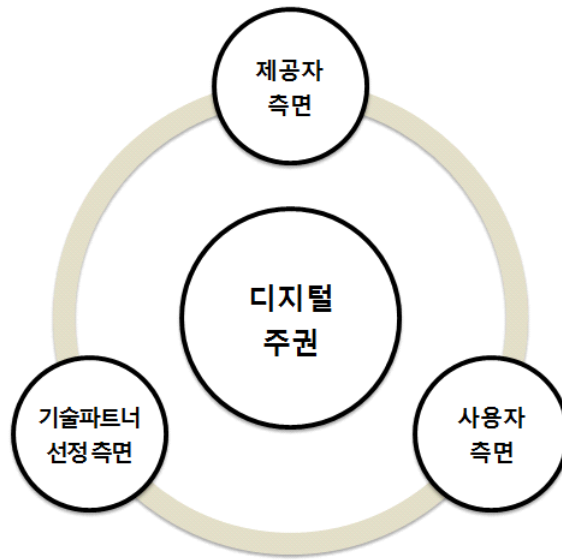 제공자
측면
디지털
주권
기술파트너
선정 측면
사용자
측면